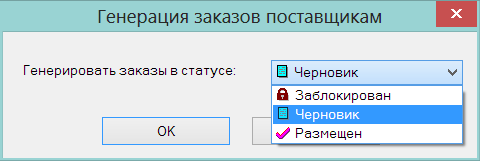 Генерация заказов поставщикам
Генерировать заказы в статусе: Черновик
Заблокирован
Черновик
Размещен
OK